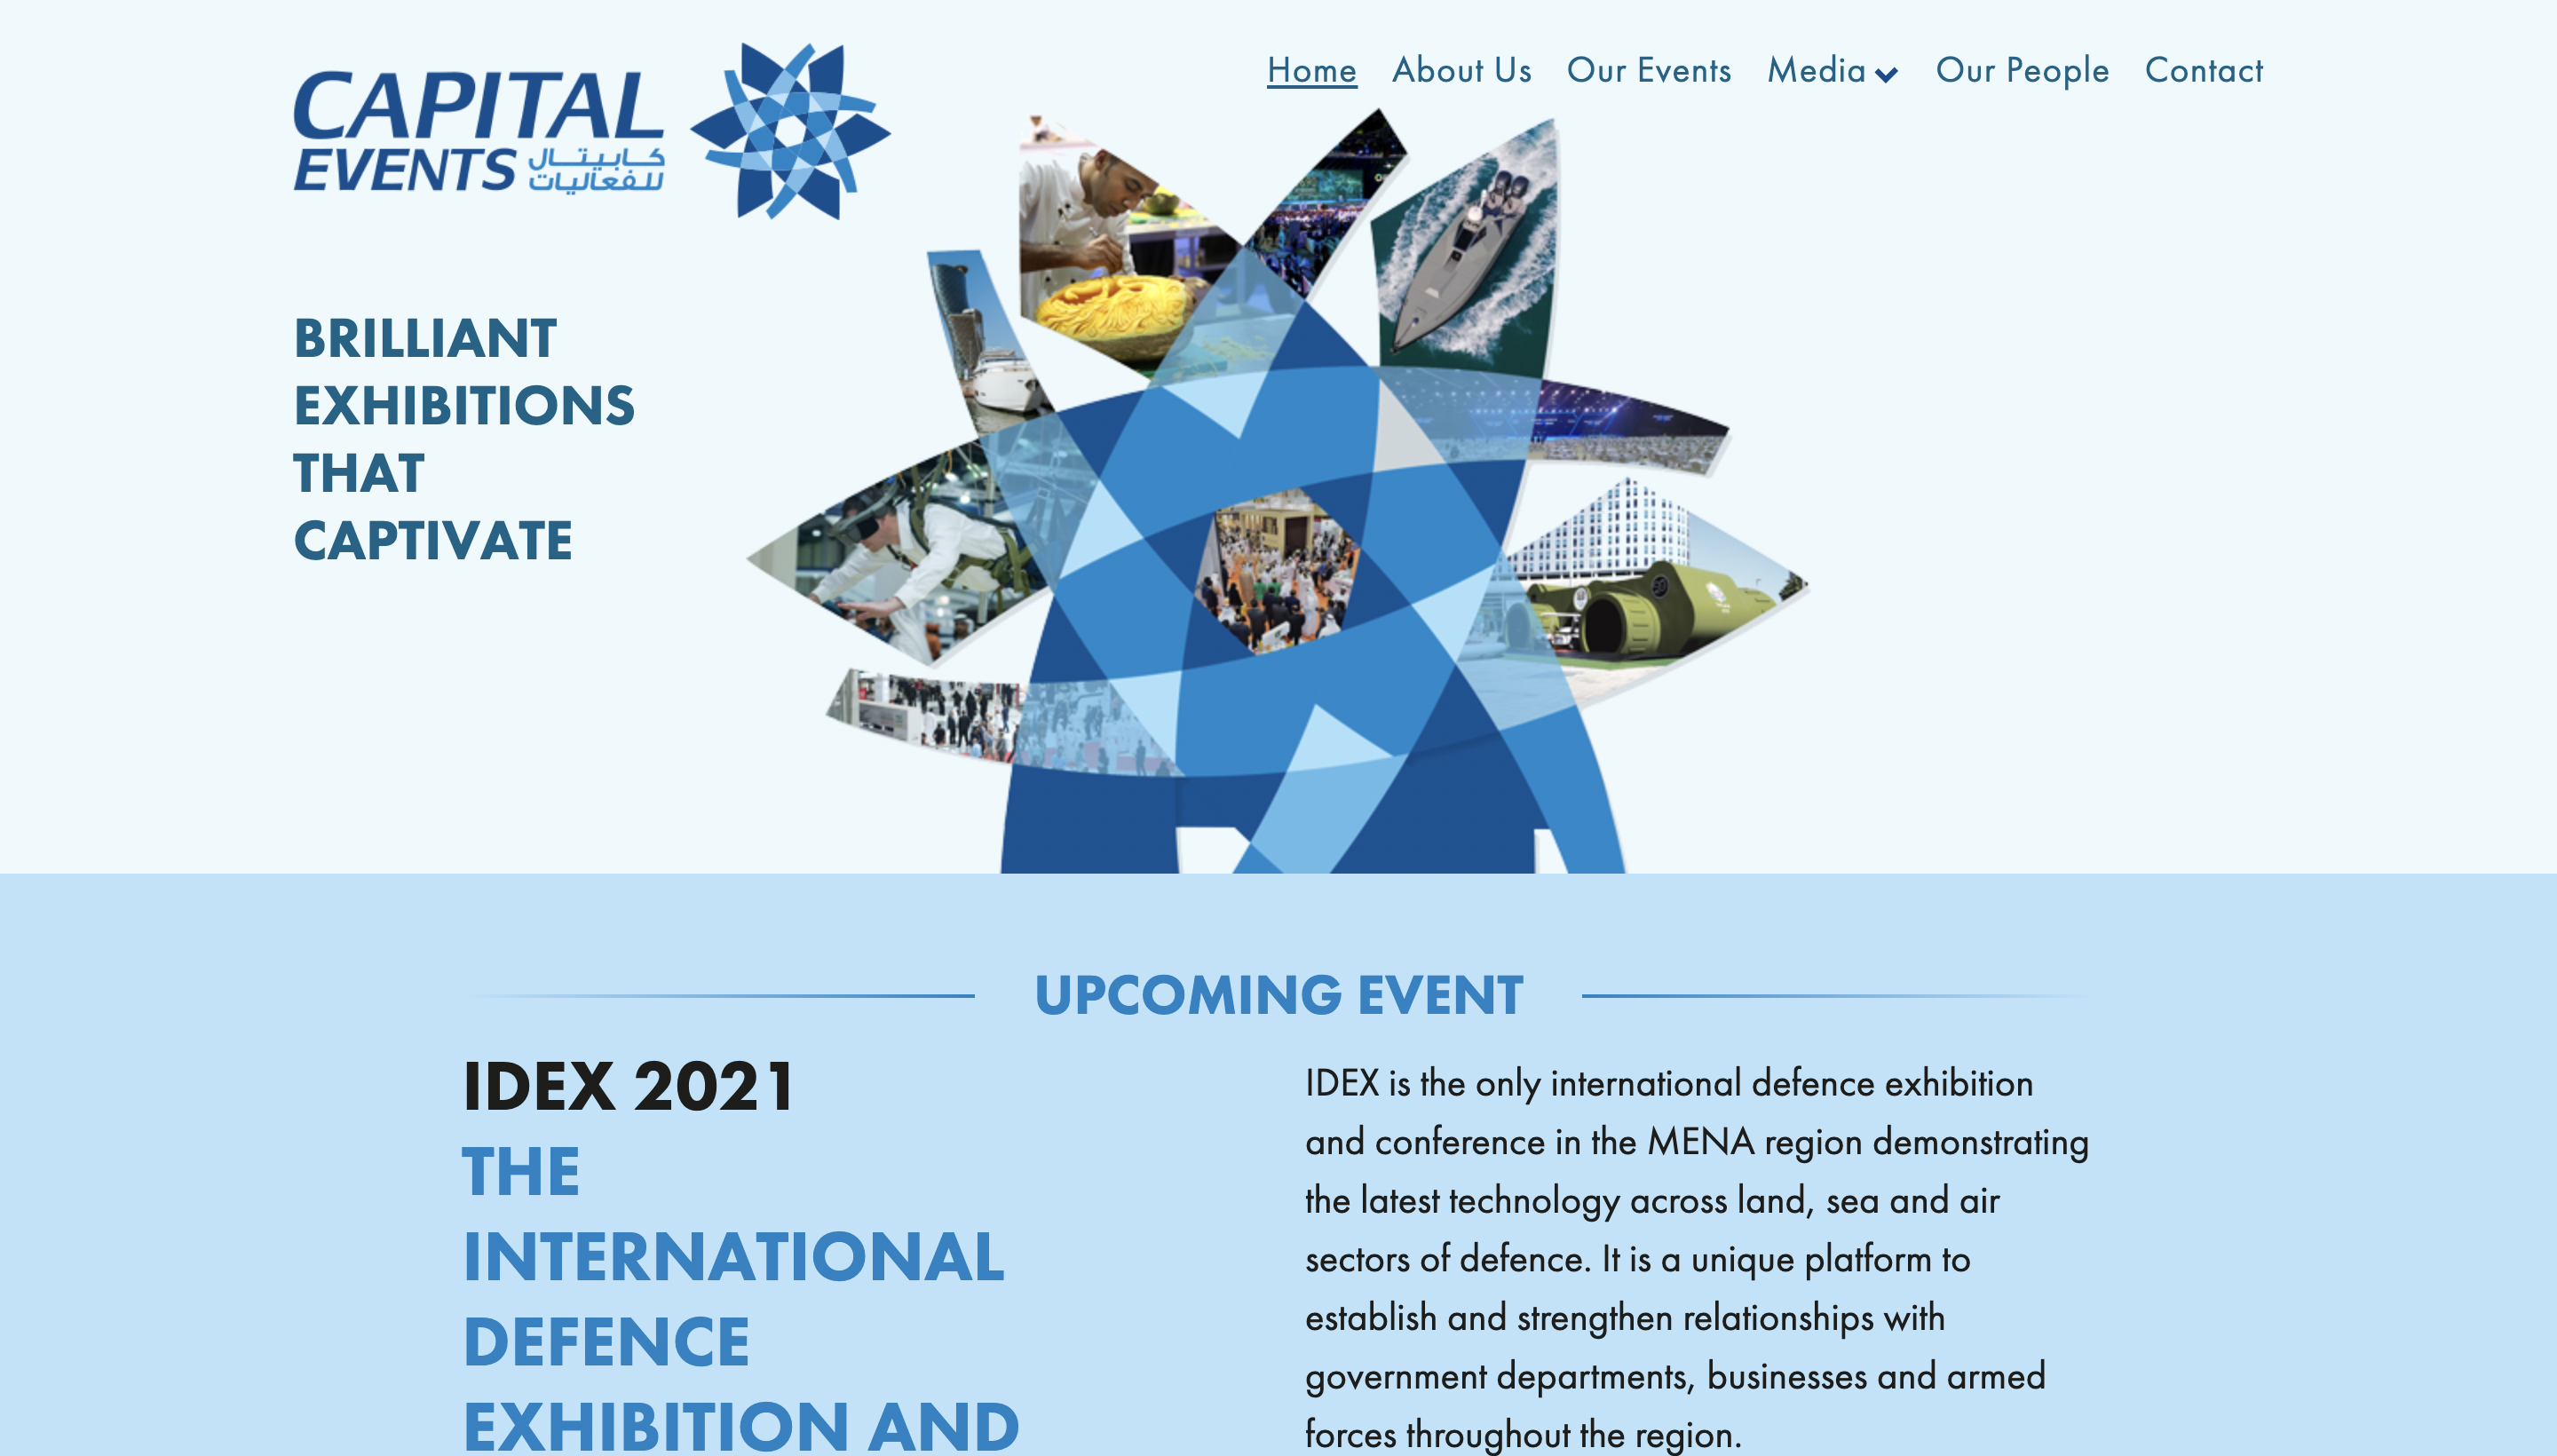 CAPITAL
EVENTS كابيتال
للفعاليات
Home About Us Our Events Media Our People Contact
BRILLIANT
EXHIBITIONS
THAT
CAPTIVATE
UPCOMING EVENT
IDEX 2021
THE
INTERNATIONAL
DEFENCE
EXHIBITION AND
IDEX is the only international defence exhibition
and conference in the MENA region demonstrating
the latest technology across land, sea and air
sectors of defence. It is a unique platform to
establish and strengthen relationships with
government departments, businesses and armed
forces throughout the region.